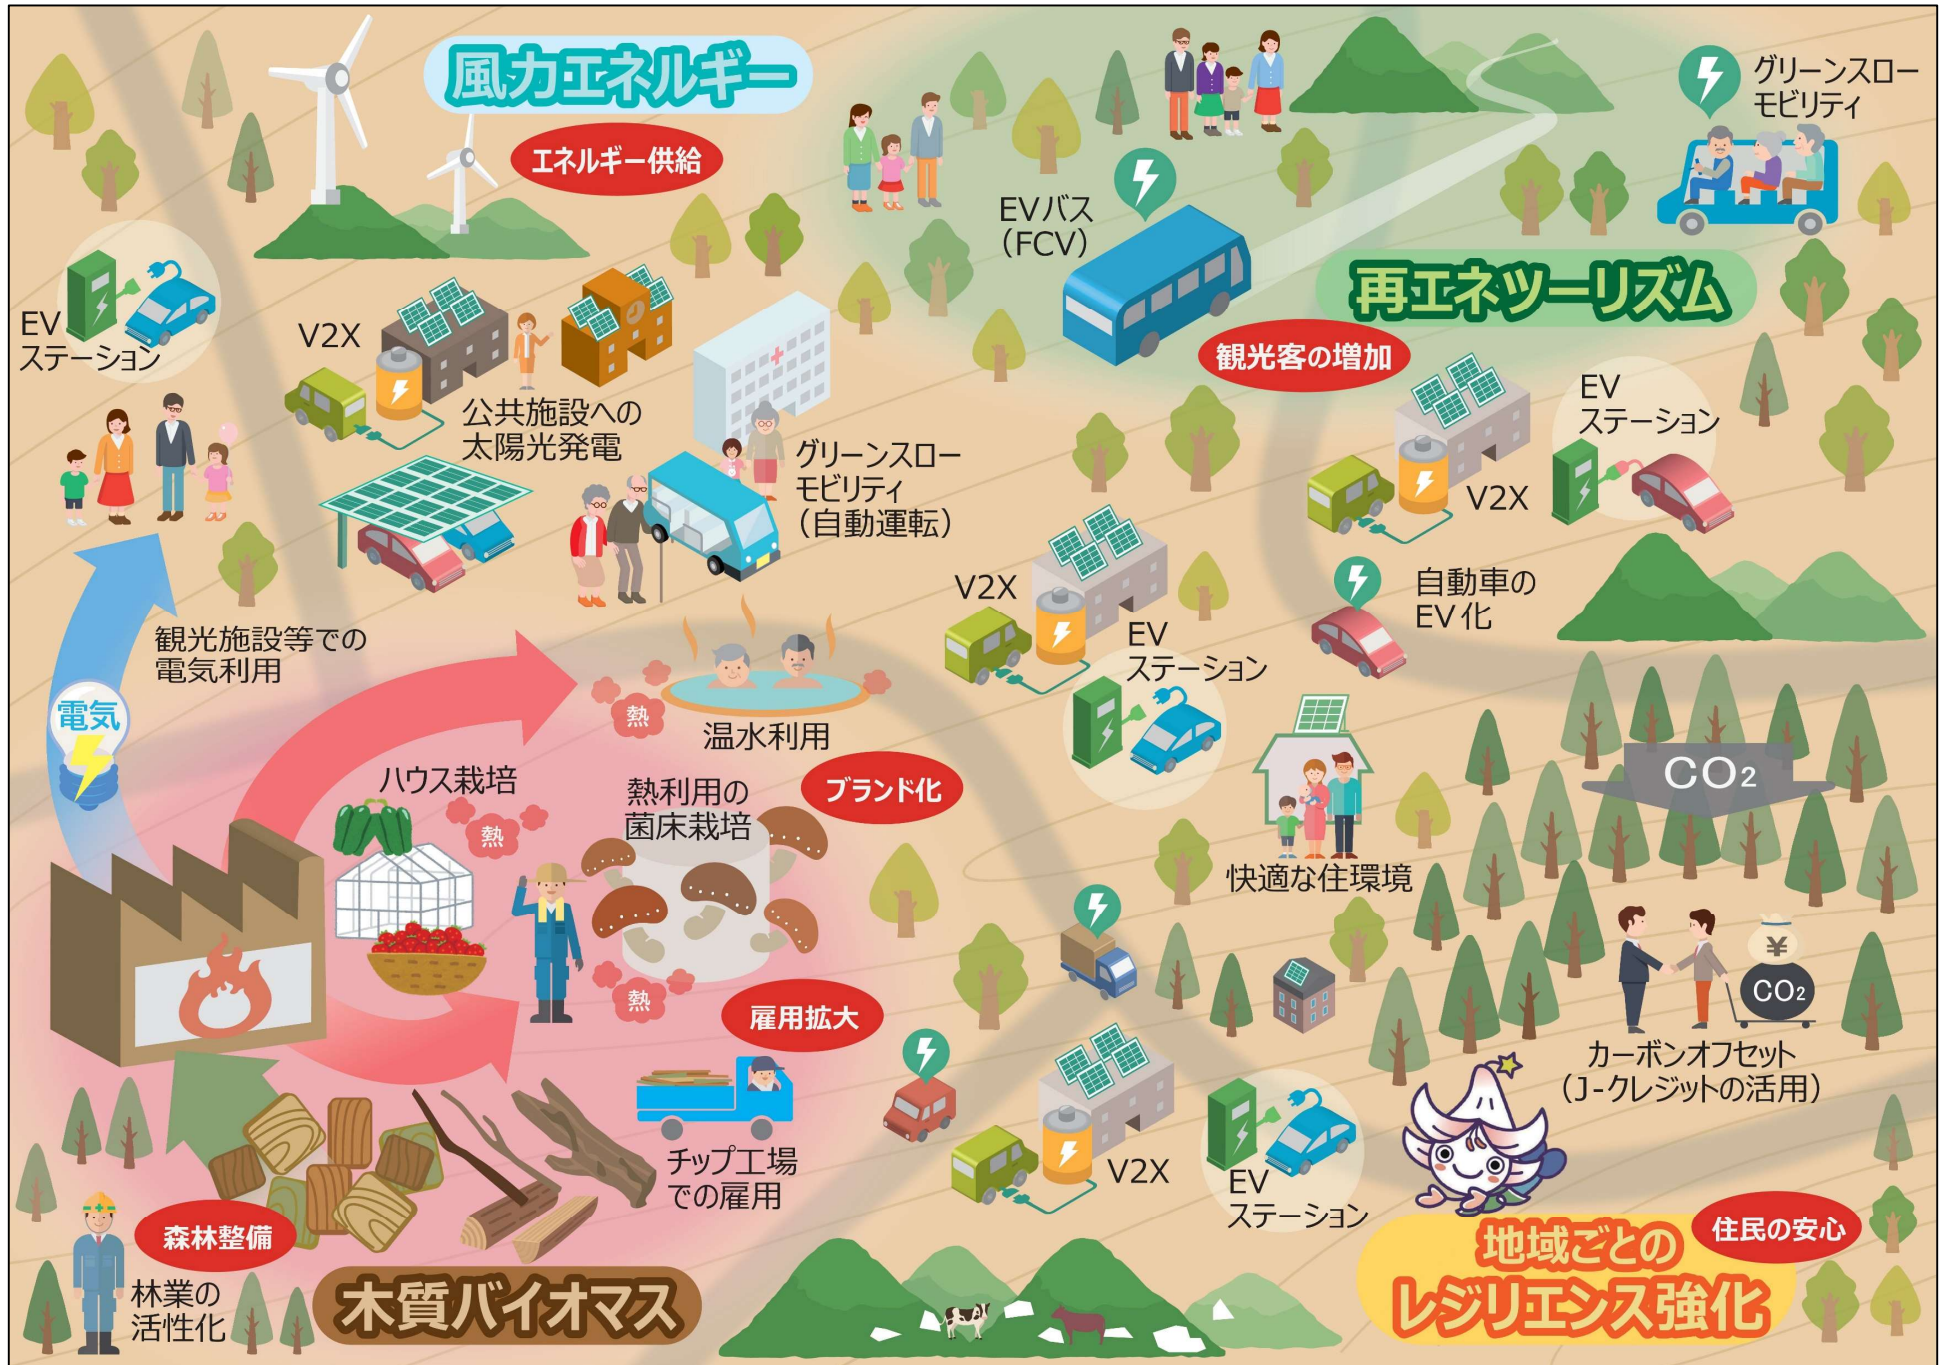 風力エネルギー
エネルギー供給
グリーンスロー
モビリティ
EVバス
(FCV)
再エネツーリズム
観光客の増加
EV
ステーション
V2X
公共施設への
太陽光発電
グリーンスロー
モビリティ
(自動運転)
EV
ステーション
V2X
自動車の
EV化
V2X
EV
ステーション
観光施設等での
電気利用
電気
熱
温水利用
ハウス栽培
熱
熱利用の
菌床栽培
ブランド化
熱
雇用拡大
快適な住環境
CO2
¥
CO2
カーボンオフセット
(J-クレジットの活用)
チップ工場
での雇用
V2X
EV
ステーション
森林整備
林業の
活性化
木質バイオマス
地域ごとの
レジリエンス強化
住民の安心